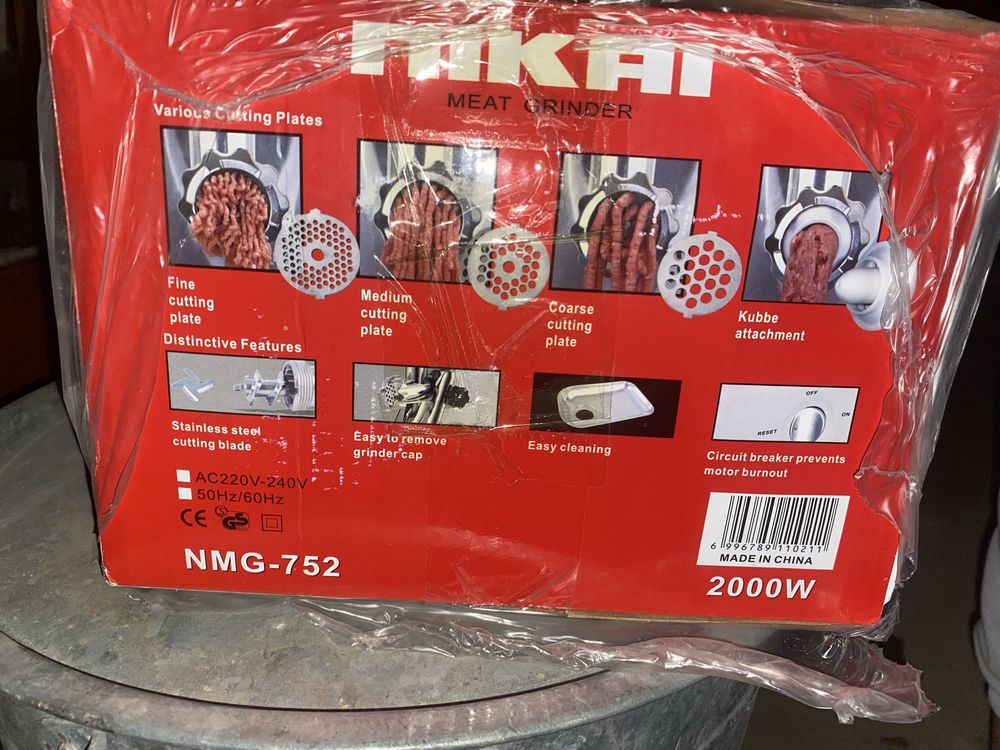 nikai
MEAT GRINDER
Various Cutting Plates
Fine
cutting
plate
Medium
cutting
plate
Coarse
cutting
plate
Kubbe
attachment
Distinctive Features
Stainless steel
cutting blade
Easy to remove
grinder cap
Easy cleaning
OFF
ON
RESET
Circuit breaker prevents
motor burnout
AC220V-240V
50Hz/60Hz
CE GS
NMG-752
6 996789 110211
MADE IN CHINA
2000W